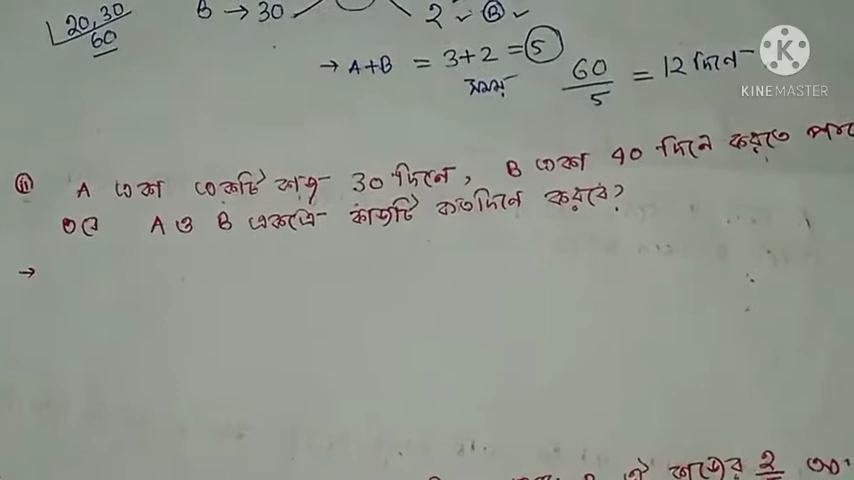 20, 30
60
B → 30
2 ✓ Ⓑ ✓
→ A+B = 3+2 = 5
সময় 60/5 = 12 দিনে
KINEMASTER
ⓘⓘ A একা একটি কাজ 30 দিনে, B একা 40 দিনে করতে পারে
তবে A ও B একত্রে কাজটি কতদিনে করবে?
→
কাজের 2